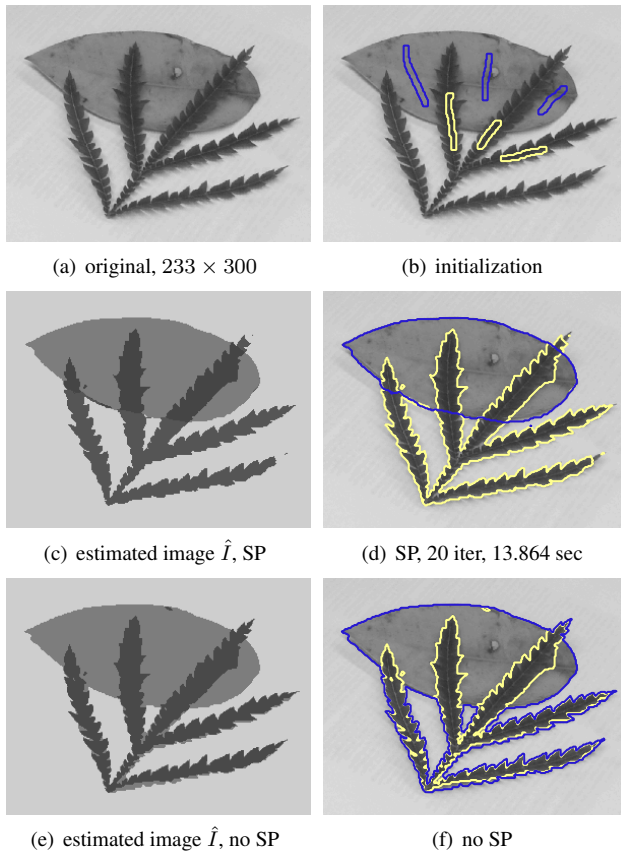 (a) original, 233 × 300
(b) initialization
(c) estimated image Î, SP
(d) SP, 20 iter, 13.864 sec
(e) estimated image Î, no SP
(f) no SP